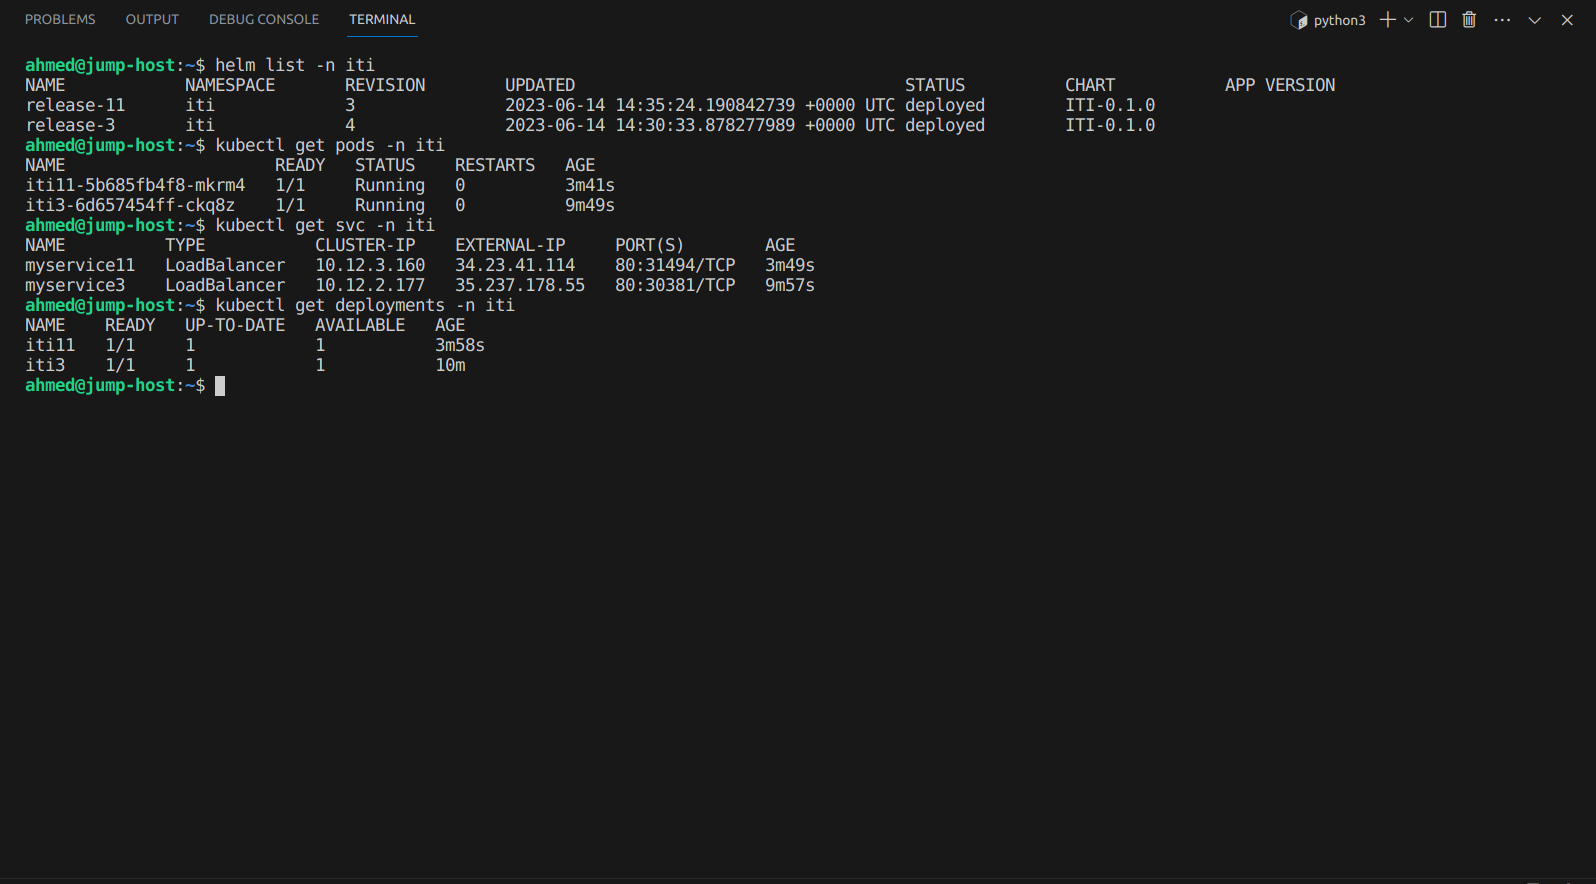 PROBLEMS OUTPUT DEBUG CONSOLE TERMINAL python3
ahmed@jump-host:~$ helm list -n iti
NAME NAMESPACE REVISION UPDATED STATUS CHART APP VERSION
release-11 iti 3 2023-06-14 14:35:24.190842739 +0000 UTC deployed ITI-0.1.0
release-3 iti 4 2023-06-14 14:30:33.878277989 +0000 UTC deployed ITI-0.1.0
ahmed@jump-host:~$ kubectl get pods -n iti
NAME READY STATUS RESTARTS AGE
iti11-5b685fb4f8-mkrm4 1/1 Running 0 3m41s
iti3-6d657454ff-ckq8z 1/1 Running 0 9m49s
ahmed@jump-host:~$ kubectl get svc -n iti
NAME TYPE CLUSTER-IP EXTERNAL-IP PORT(S) AGE
myservice11 LoadBalancer 10.12.3.160 34.23.41.114 80:31494/TCP 3m49s
myservice3 LoadBalancer 10.12.2.177 35.237.178.55 80:30381/TCP 9m57s
ahmed@jump-host:~$ kubectl get deployments -n iti
NAME READY UP-TO-DATE AVAILABLE AGE
iti11 1/1 1 1 3m58s
iti3 1/1 1 1 10m
ahmed@jump-host:~$